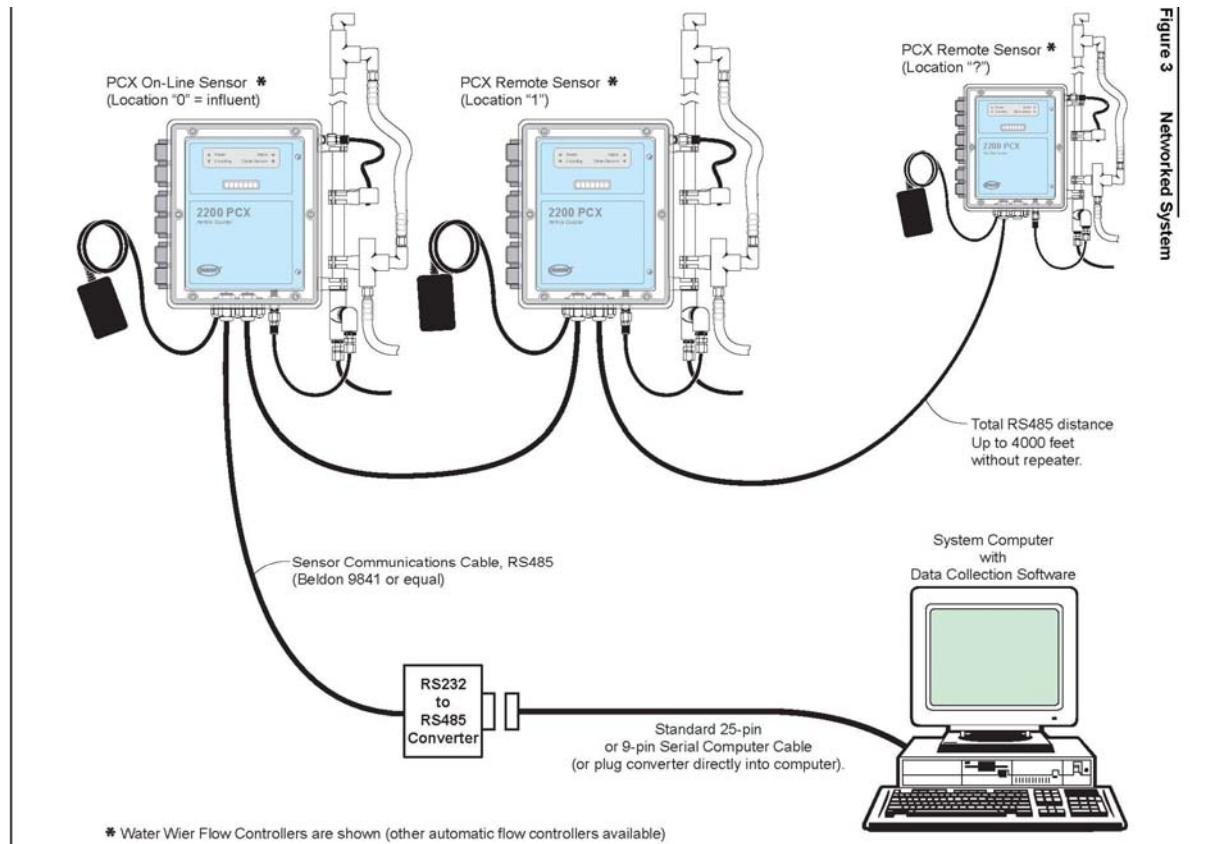 Figure 3 Networked System
PCX On-Line Sensor *
(Location "0" = influent)
PCX Remote Sensor *
(Location "1")
PCX Remote Sensor *
(Location "?")
2200 PCX
2200 PCX
2200 PCX
Total RS485 distance
Up to 4000 feet
without repeater.
Sensor Communications Cable, RS485
(Beldon 9841 or equal)
System Computer
with
Data Collection Software
RS232
to
RS485
Converter
Standard 25-pin
or 9-pin Serial Computer Cable
(or plug converter directly into computer).
* Water Wier Flow Controllers are shown (other automatic flow controllers available)